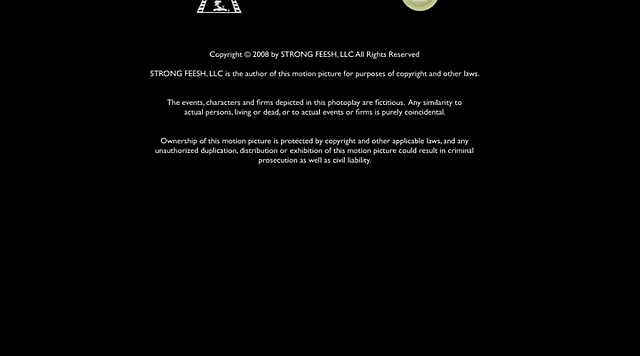 Copyright © 2008 by STRONG FEESH, LLC All Rights Reserved
STRONG FEESH, LLC is the author of this motion picture for purposes of copyright and other laws.
The events, characters and firms depicted in this photoplay are fictitious. Any similarity to
actual persons, living or dead, or to actual events or firms is purely coincidental.
Ownership of this motion picture is protected by copyright and other applicable laws, and any
unauthorized duplication, distribution or exhibition of this motion picture could result in criminal
prosecution as well as civil liability.